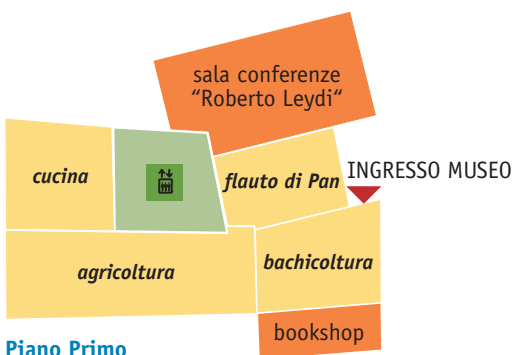 sala conferenze
“Roberto Leydi“
cucina
flauto di Pan
INGRESSO MUSEO
agricoltura
bachicoltura
bookshop
Piano Primo